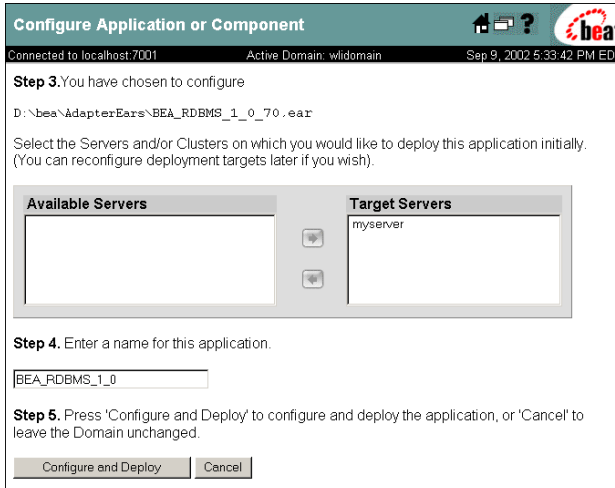 Configure Application or Component
?
bea
Connected to localhost:7001 Active Domain: wlidomain Sep 9, 2002 5:33:42 PM ED
Step 3.You have chosen to configure
D:\bea\AdapterEars\BEA_RDBMS_1_0_70.ear
Select the Servers and/or Clusters on which you would like to deploy this application initially.
(You can reconfigure deployment targets later if you wish).
Available Servers Target Servers
myserver
Step 4. Enter a name for this application.
BEA_RDBMS_1_0
Step 5. Press 'Configure and Deploy' to configure and deploy the application, or 'Cancel' to
leave the Domain unchanged.
Configure and Deploy Cancel